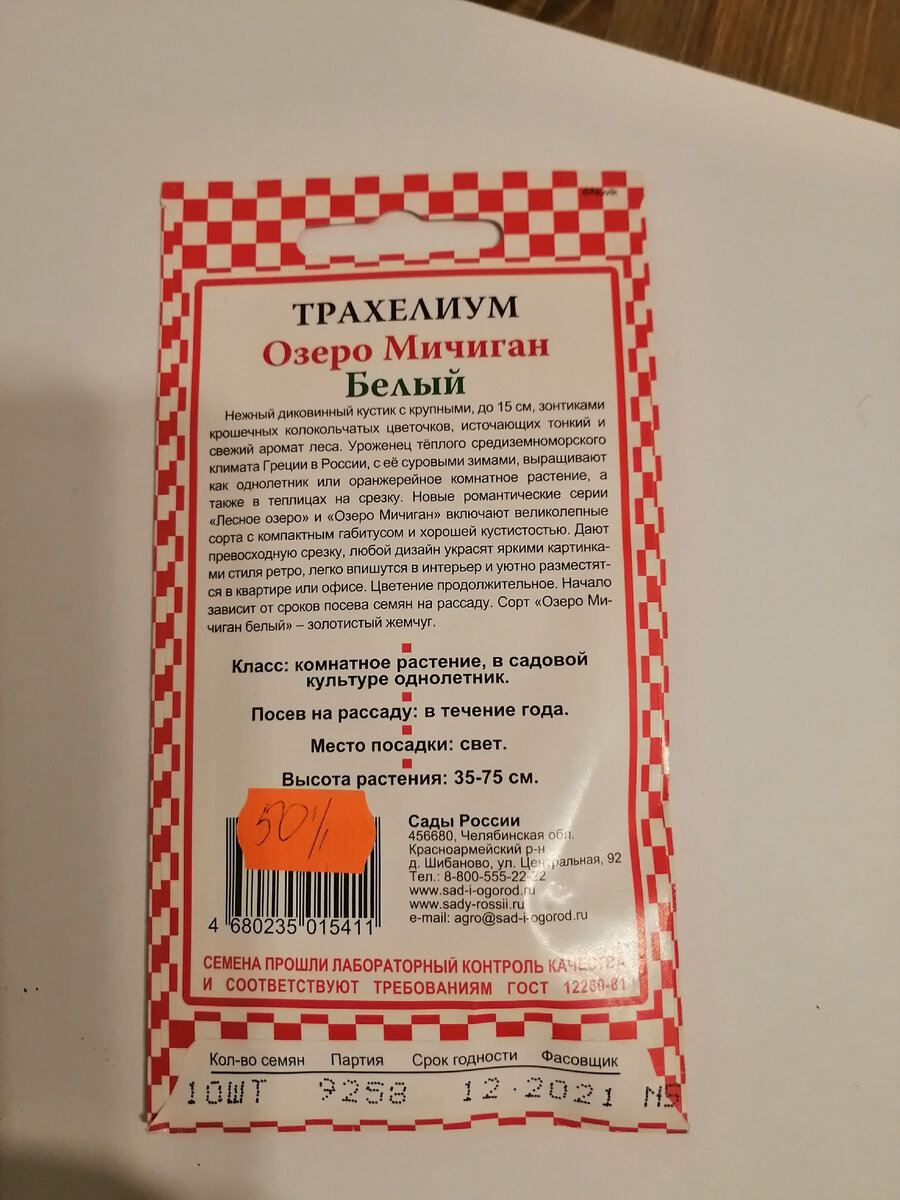 ©Novik
ТРАХЕЛИУМ
Озеро Мичиган
Белый
Нежный диковинный кустик с крупными, до 15 см, зонтиками
крошечных колокольчатых цветочков, источающих тонкий и
свежий аромат леса. Уроженец тёплого средиземноморского
климата Греции в России, с её суровыми зимами, выращивают
как однолетник или оранжерейное комнатное растение, а
также в теплицах на срезку. Новые романтические серии
«Лесное озеро» и «Озеро Мичиган» включают великолепные
сорта с компактным габитусом и хорошей кустистостью. Дают
превосходную срезку, любой дизайн украсят яркими картинка-
ми стиля ретро, легко впишутся в интерьер и уютно разместят-
ся в квартире или офисе. Цветение продолжительное. Начало
зависит от сроков посева семян на рассаду. Сорт «Озеро Ми-
чиган белый» – золотистый жемчуг.
Класс: комнатное растение, в садовой
культуре однолетник.
Посев на рассаду: в течение года.
Место посадки: свет.
Высота растения: 35-75 см.
50%
4 680235 015411
Сады России
456680, Челябинская обл.
Красноармейский р-н
д. Шибаново, ул. Центральная, 92
Тел.: 8-800-555-22-22
www.sad-i-ogorod.ru
www.sady-rossii.ru
e-mail: agro@sad-i-ogorod.ru
СЕМЕНА ПРОШЛИ ЛАБОРАТОРНЫЙ КОНТРОЛЬ КАЧЕСТВА
И СООТВЕТСТВУЮТ ТРЕБОВАНИЯМ ГОСТ 12260-81
Кол-во семян Партия Срок годности Фасовщик
10ШТ 9258 12.2021 N5